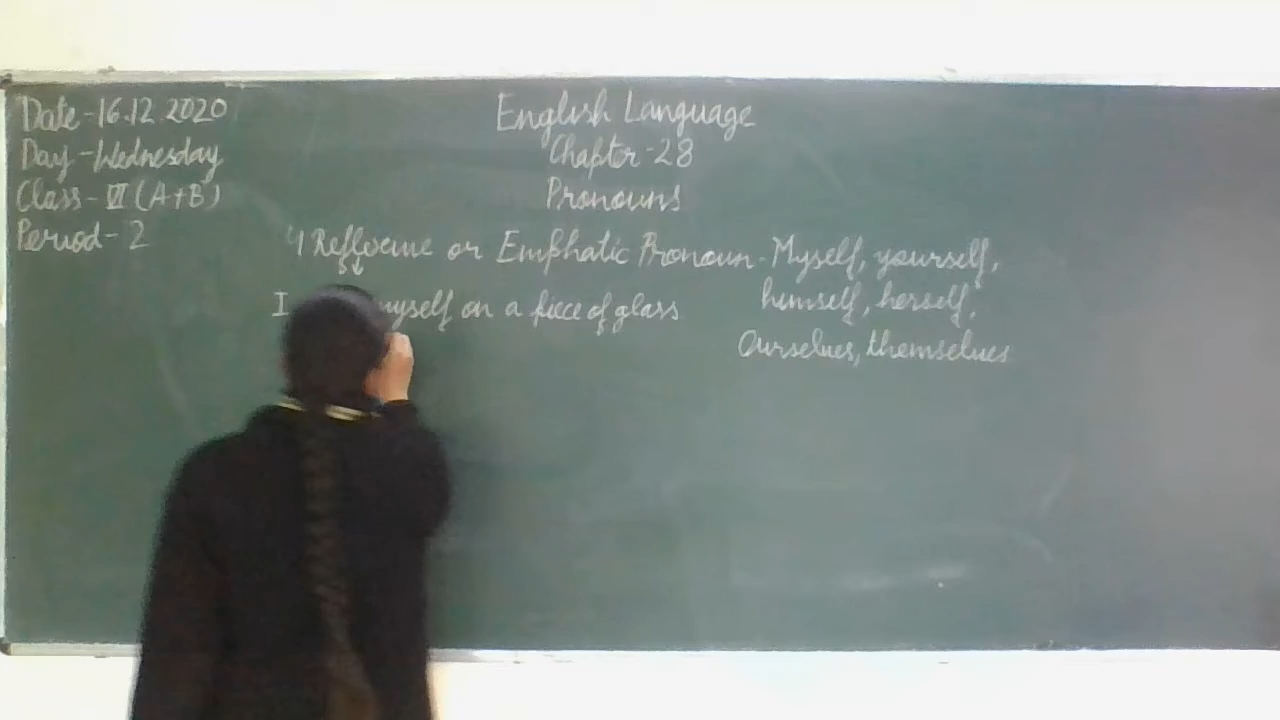 Date-16.12.2020
Day-Wednesday
Class-VI (A+B)
Period-2
English Language
Chapter-28
Pronouns
4 Reflexive or Emphatic Pronoun-Myself, yourself,
himself, herself,
Ourselves, themselves
I myself on a piece of glass